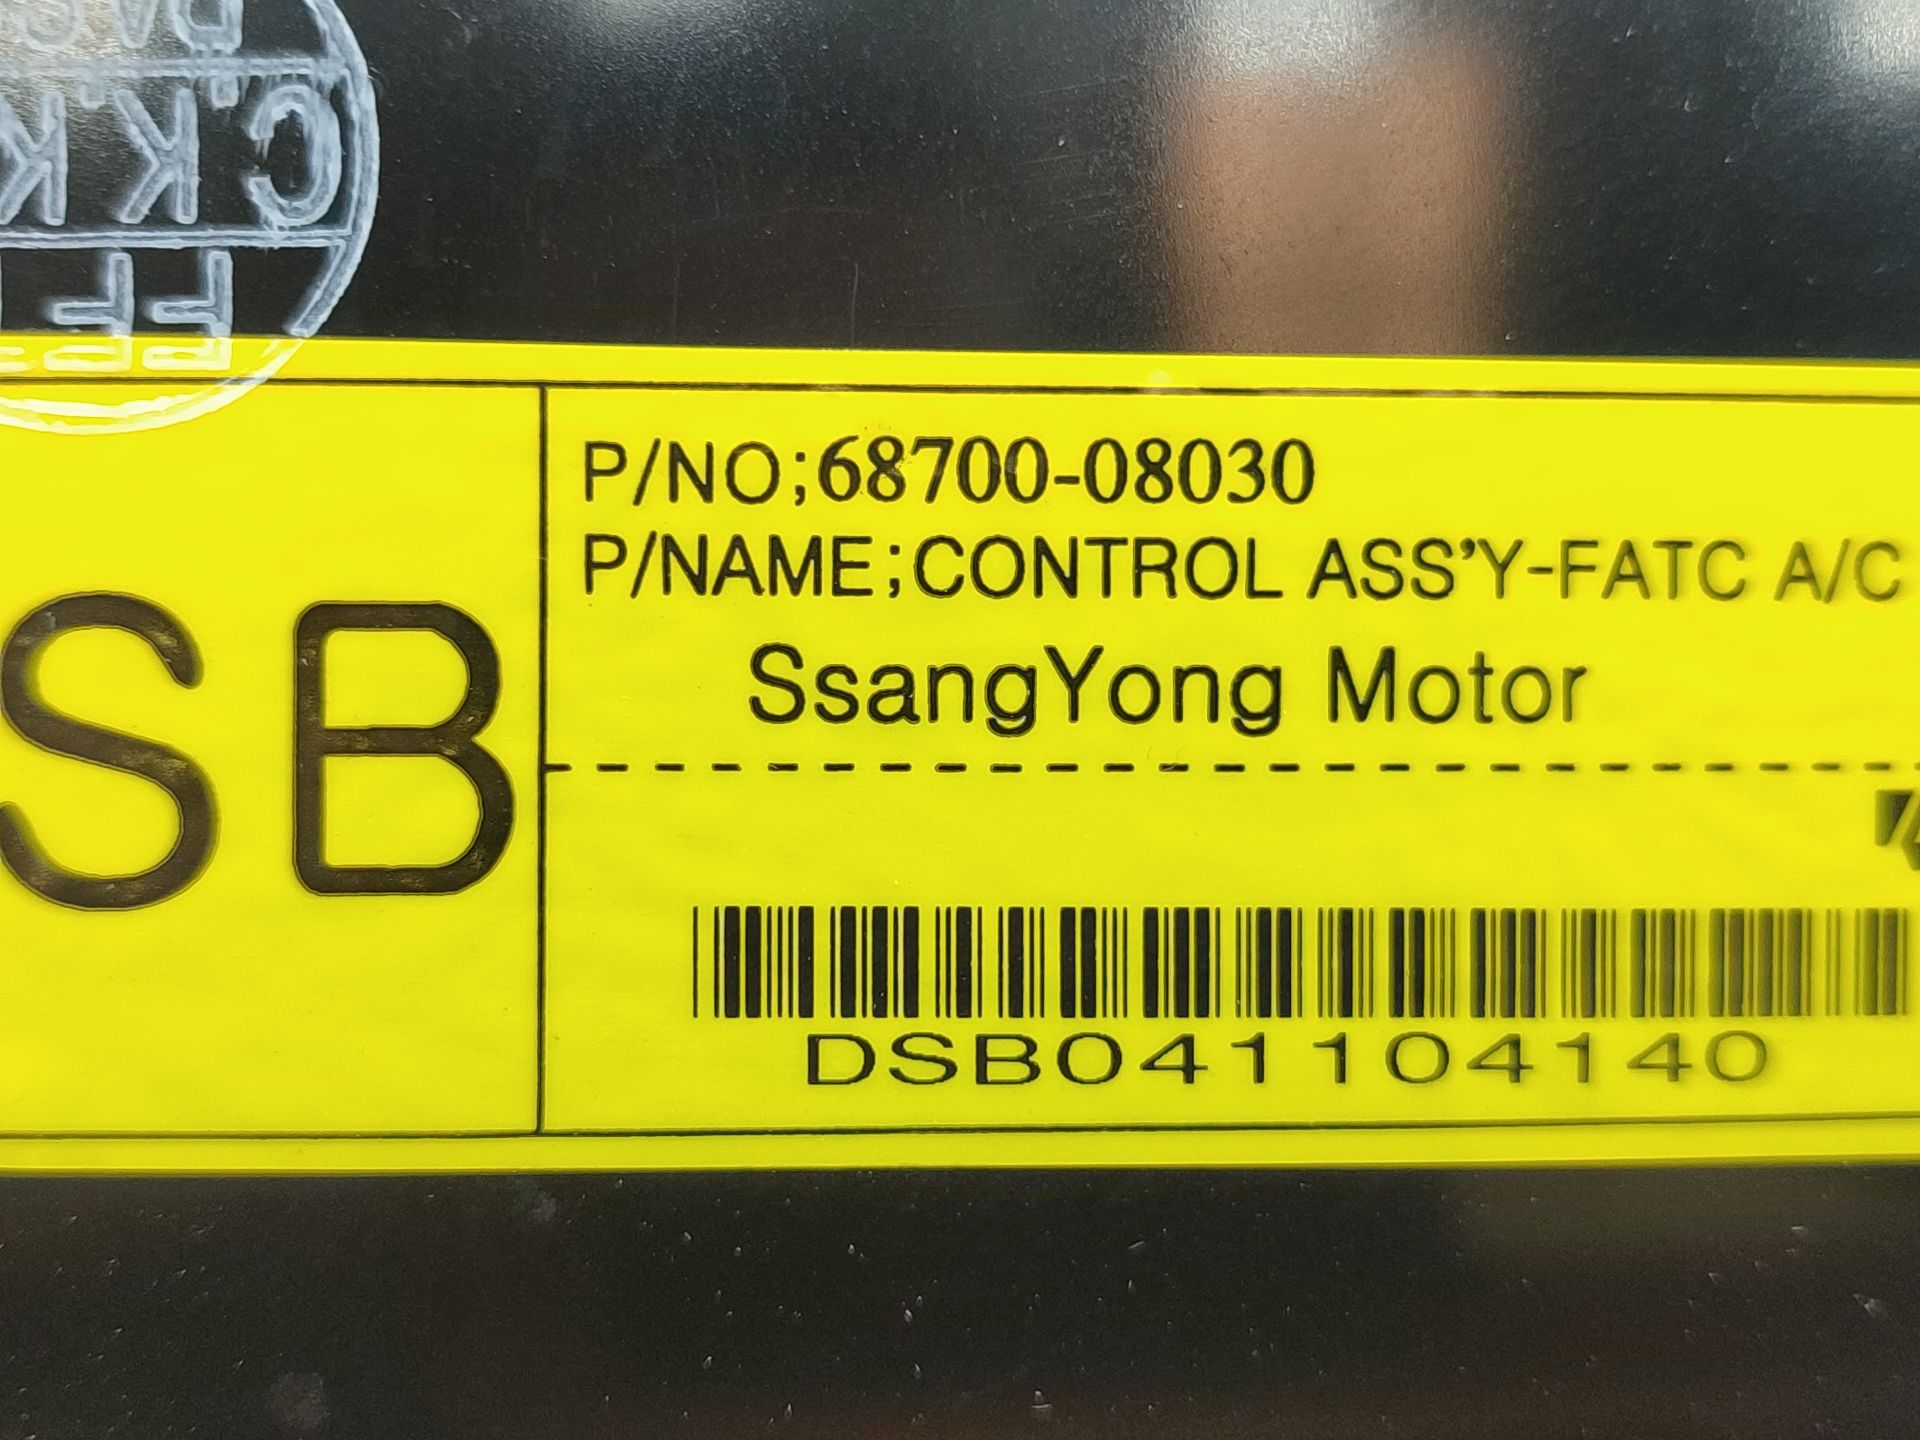 C.K.K
SB
P/NO;68700-08030
P/NAME;CONTROL ASS'Y-FATC A/C
SsangYong Motor
DSB041104140